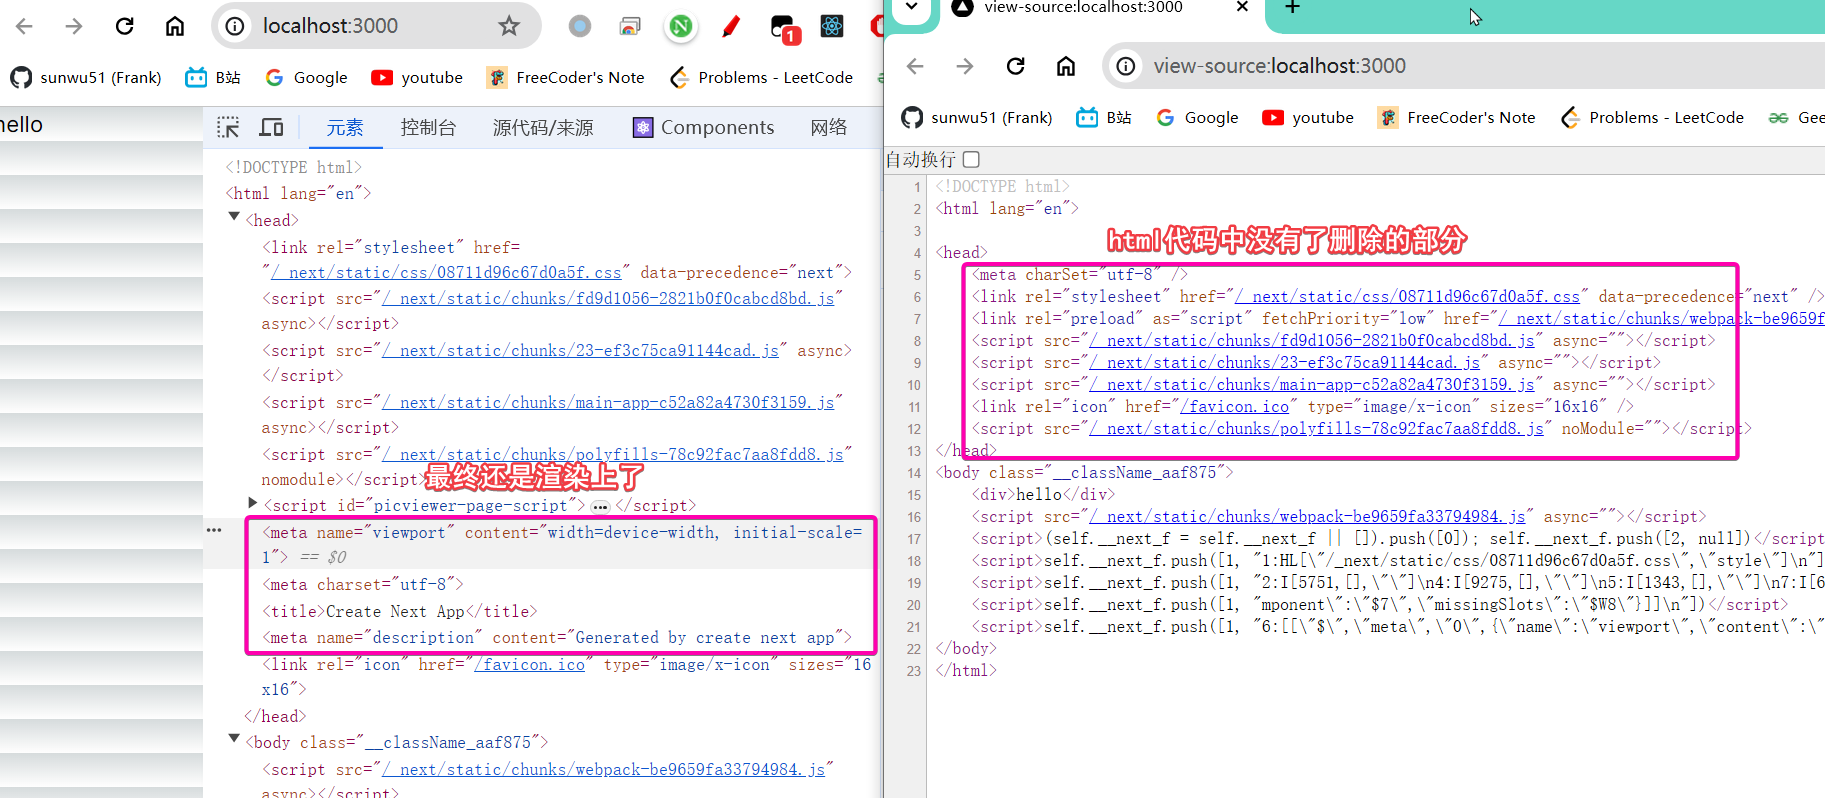 localhost:3000
1
sunwu51 (Frank)
B站
Google
youtube
FreeCoder's Note
Problems - LeetCode
hello
元素
控制台
源代码/来源
Components
网络
<!DOCTYPE html>
<html lang="en">
<head>
<link rel="stylesheet" href=
"/_next/static/css/08711d96c67d0a5f.css" data-precedence="next">
<script src="/_next/static/chunks/fd9d1056-2821b0f0cabcd8bd.js"
async></script>
<script src="/_next/static/chunks/23-ef3c75ca91144cad.js" async>
</script>
<script src="/_next/static/chunks/main-app-c52a82a4730f3159.js"
async></script>
<script src="/_next/static/chunks/polyfills-78c92fac7aa8fdd8.js"
nomodule></script>
最终还是渲染上了
<script id="picviewer-page-script"> ••• </script>
<meta name="viewport" content="width=device-width, initial-scale=
1"> == $0
<meta charset="utf-8">
<title>Create Next App</title>
<meta name="description" content="Generated by create next app">
<link rel="icon" href="/favicon.ico" type="image/x-icon" sizes="16
x16">
</head>
<body class="__className_aaf875">
<script src="/_next/static/chunks/webpack-be9659fa33794984.js"
async></script>
view-source:localhost:3000
view-source:localhost:3000
sunwu51 (Frank)
B站
Google
youtube
FreeCoder's Note
Problems - LeetCode
Gee
自动换行
1 <!DOCTYPE html>
2 <html lang="en">
3
html代码中没有了删除的部分
4 <head>
5 <meta charSet="utf-8" />
6 <link rel="stylesheet" href="/_next/static/css/08711d96c67d0a5f.css" data-precedence="next" />
7 <link rel="preload" as="script" fetchPriority="low" href="/_next/static/chunks/webpack-be9659f
8 <script src="/_next/static/chunks/fd9d1056-2821b0f0cabcd8bd.js" async=""></script>
9 <script src="/_next/static/chunks/23-ef3c75ca91144cad.js" async=""></script>
10 <script src="/_next/static/chunks/main-app-c52a82a4730f3159.js" async=""></script>
11 <link rel="icon" href="/favicon.ico" type="image/x-icon" sizes="16x16" />
12 <script src="/_next/static/chunks/polyfills-78c92fac7aa8fdd8.js" noModule=""></script>
13 </head>
14 <body class="__className_aaf875">
15 <div>hello</div>
16 <script src="/_next/static/chunks/webpack-be9659fa33794984.js" async=""></script>
17 <script>(self.__next_f = self.__next_f || []).push([0]); self.__next_f.push([2, null])</script
18 <script>self.__next_f.push([1, "1:HL[\"/_next/static/css/08711d96c67d0a5f.css\",\"style\"]\n"]
19 <script>self.__next_f.push([1, "2:I[5751,[],\"\"]\n4:I[9275,[],\"\"]\n5:I[1343,[],\"\"]\n7:I[6
20 <script>self.__next_f.push([1, "mponent\":\"$7\",\"missingSlots\":\"$W8\"}]]\n"])</script>
21 <script>self.__next_f.push([1, "6:[[\"$\",\"meta\",\"0\",{\"name\":\"viewport\",\"content\":\"
22 </body>
23 </html>